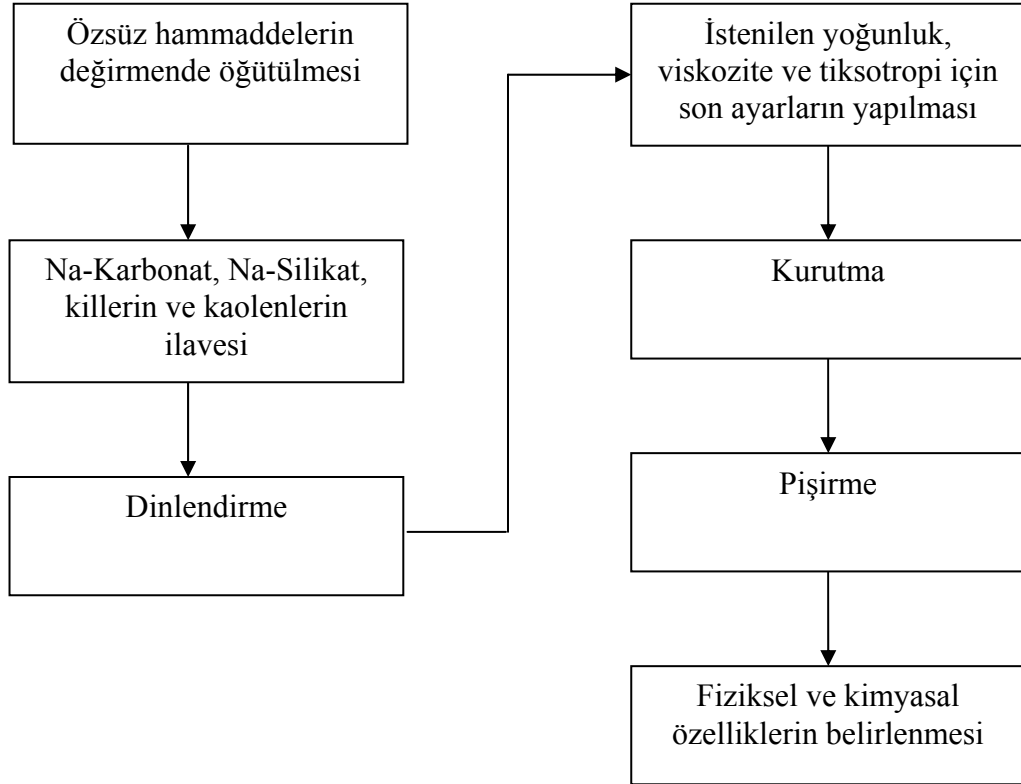 Özsüz hammaddelerin
değirmende öğütülmesi
Na-Karbonat, Na-Silikat,
killerin ve kaolenlerin
ilavesi
Dinlendirme
İstenilen yoğunluk,
viskozite ve tiksotropi için
son ayarların yapılması
Kurutma
Pişirme
Fiziksel ve kimyasal
özelliklerin belirlenmesi